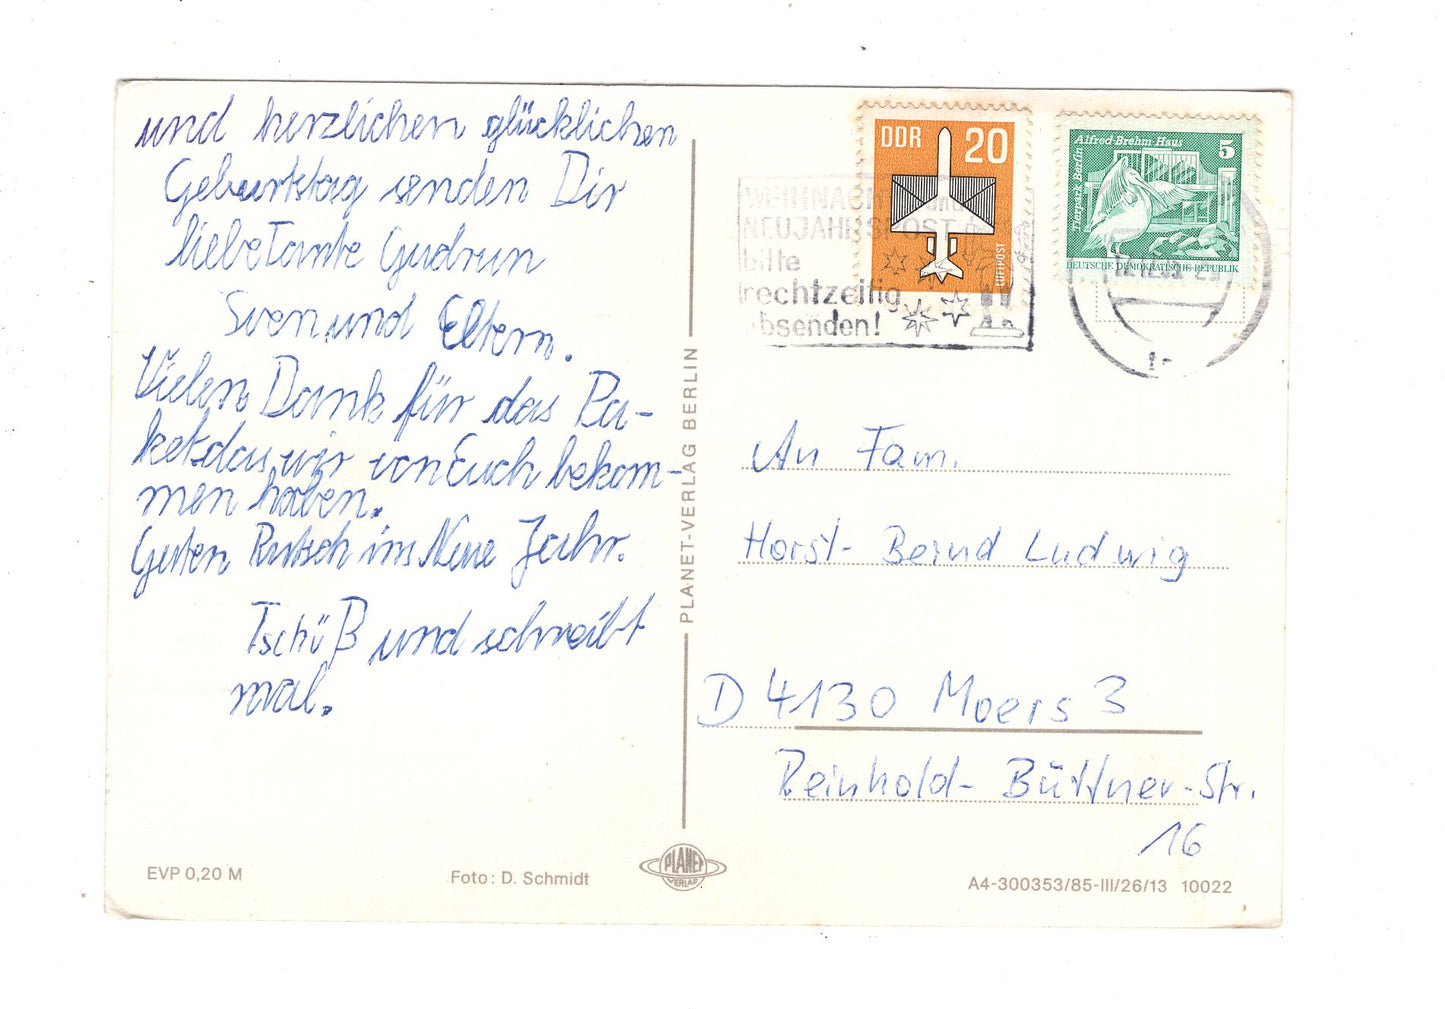 und herzlichen glücklichen
Geburtstag senden Dir
liebe Tante Gudrun
Sven und Eltern.
Vielen Dank für das Pa-
ket, das wir von Euch bekom-
men haben.
Guten Rutsch ins Neue Jahr.
Tschüß und schreibt
mal.
EVP 0,20 M
Foto: D. Schmidt
PLANET-VERLAG BERLIN
PLANET
VERLAG
WEIHNACH und
NEUJAHRSPOST
bitte
rechtzeitig
absenden!
DDR 20
LUFTPOST
Alfred-Brehm-Haus 5
Tierpark Berlin
DEUTSCHE DEMOKRATISCHE REPUBLIK
An Fam.
Horst-Bernd Ludwig
D 4130 Moers 3
Reinhold-Büttner-Str.
16
A4-300353/85-III/26/13 10022